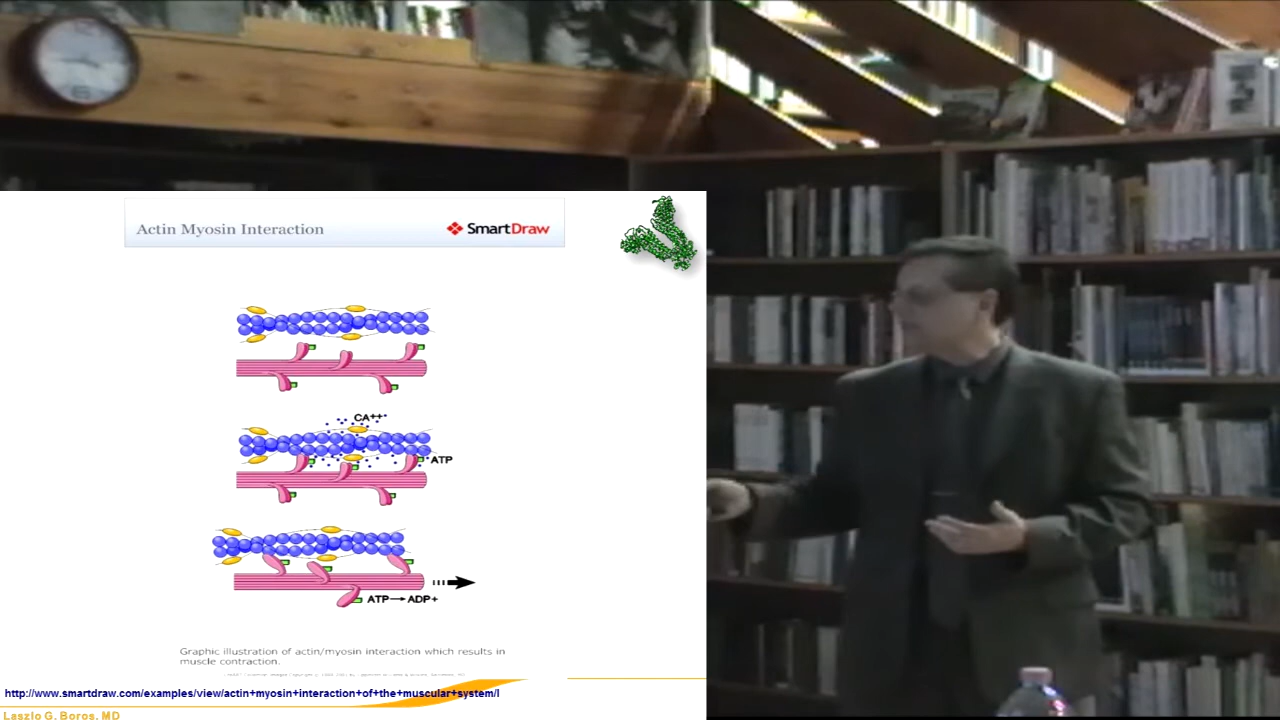 Actin Myosin Interaction
SmartDraw
CA++
ATP
ATP→ADP+
Graphic illustration of actin/myosin interaction which results in
muscle contraction.
http://www.smartdraw.com/examples/view/actin+myosin+interaction+of+the+muscular+system/l
Laszlo G. Boros, MD